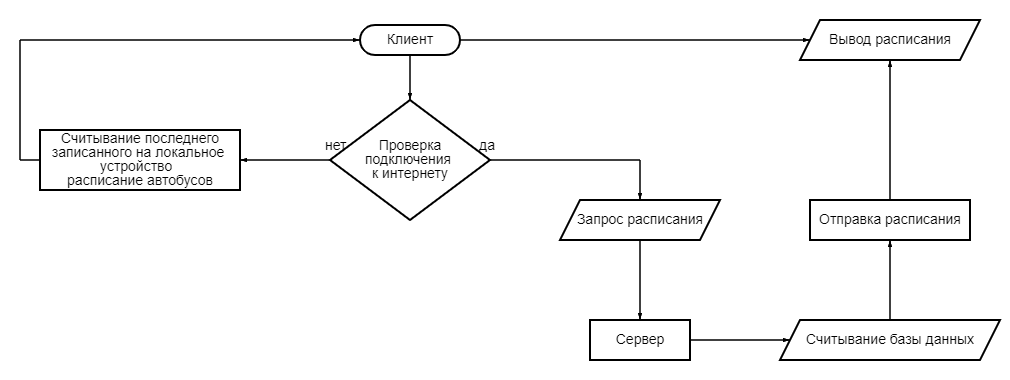 Клиент
Вывод расписания
Считывание последнего
записанного на локальное
устройство
расписание автобусов
нет
Проверка
подключения
к интернету
да
Запрос расписания
Отправка расписания
Сервер
Считывание базы данных